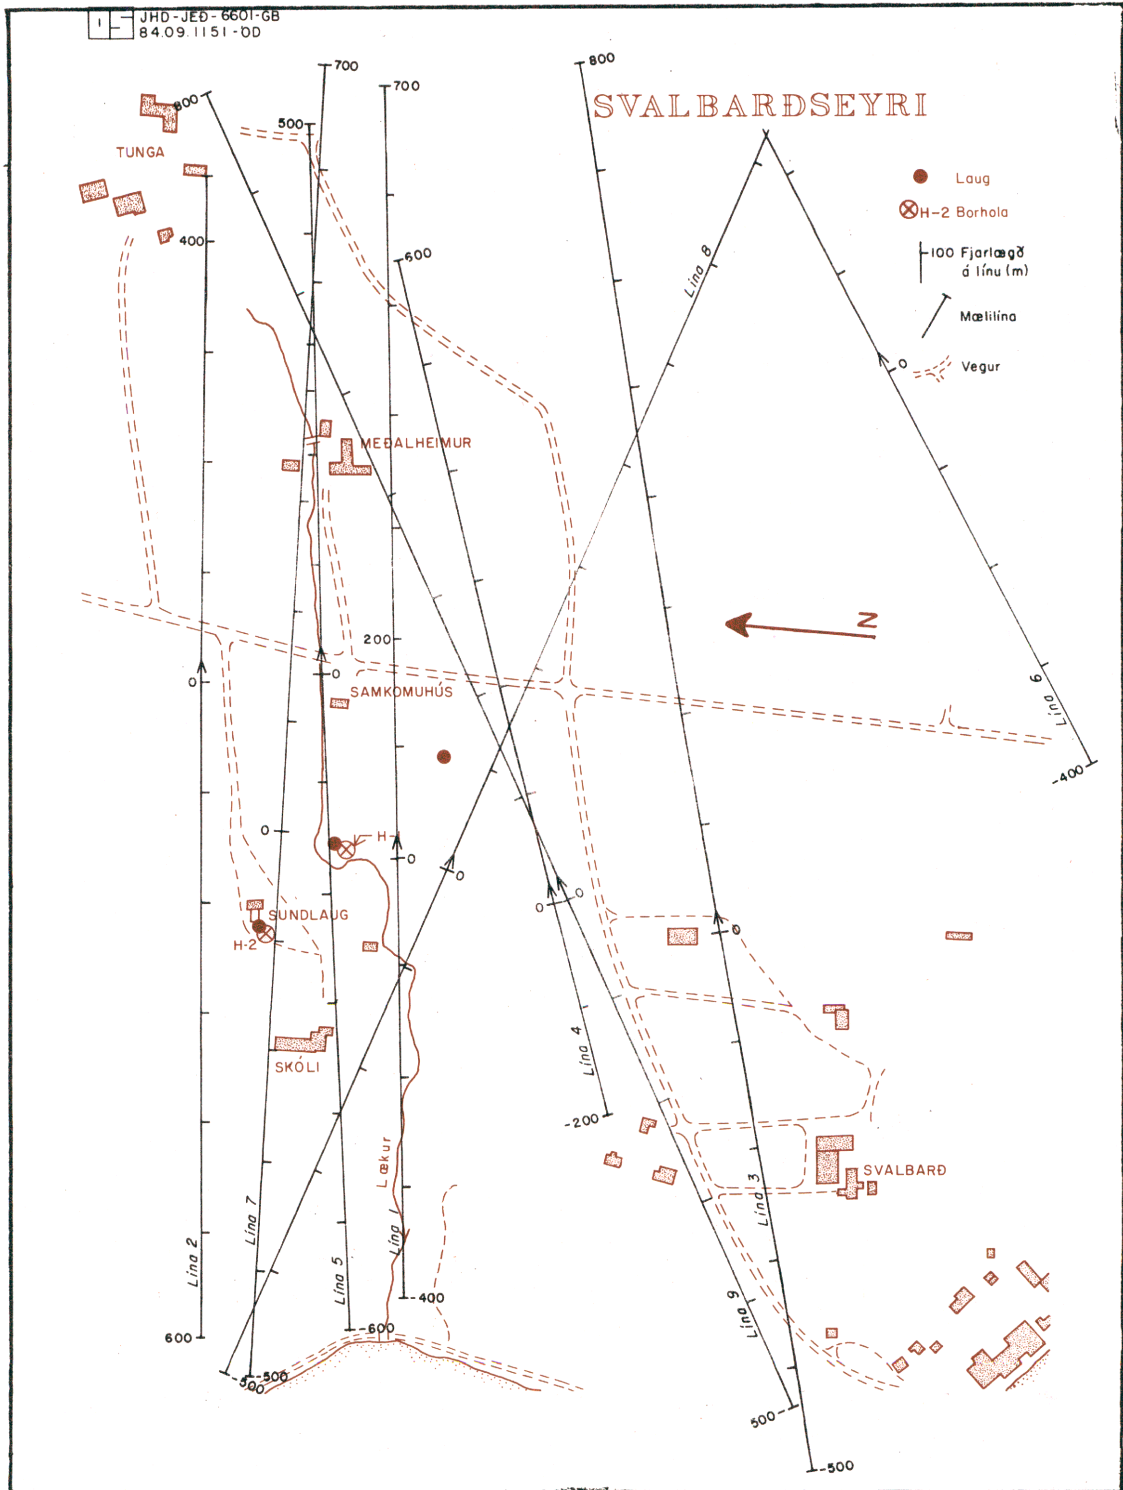 JHD-JEÐ-6601-GB
84.09.1151-ÖD
SVALBARÐSEYRI
Laug
H-2 Borhola
100 Fjarlægð
á línu (m)
Mælilína
Vegur
800
700
700
800
500
600
400
TUNGA
MEÐALHEIMUR
Lína 8
0
200
0
0
SAMKOMUHÚS
N
Lína 6
-400
0
H-1
0
0
SUNDLAUG
H-2
0
0
0
SKÓLI
Lína 4
-200
Lækur
SVALBARÐ
Lína 2
Lína 7
Lína 5
Lína 1
Lína 3
Lína 9
-400
-600
600
-500
-500
500
-500